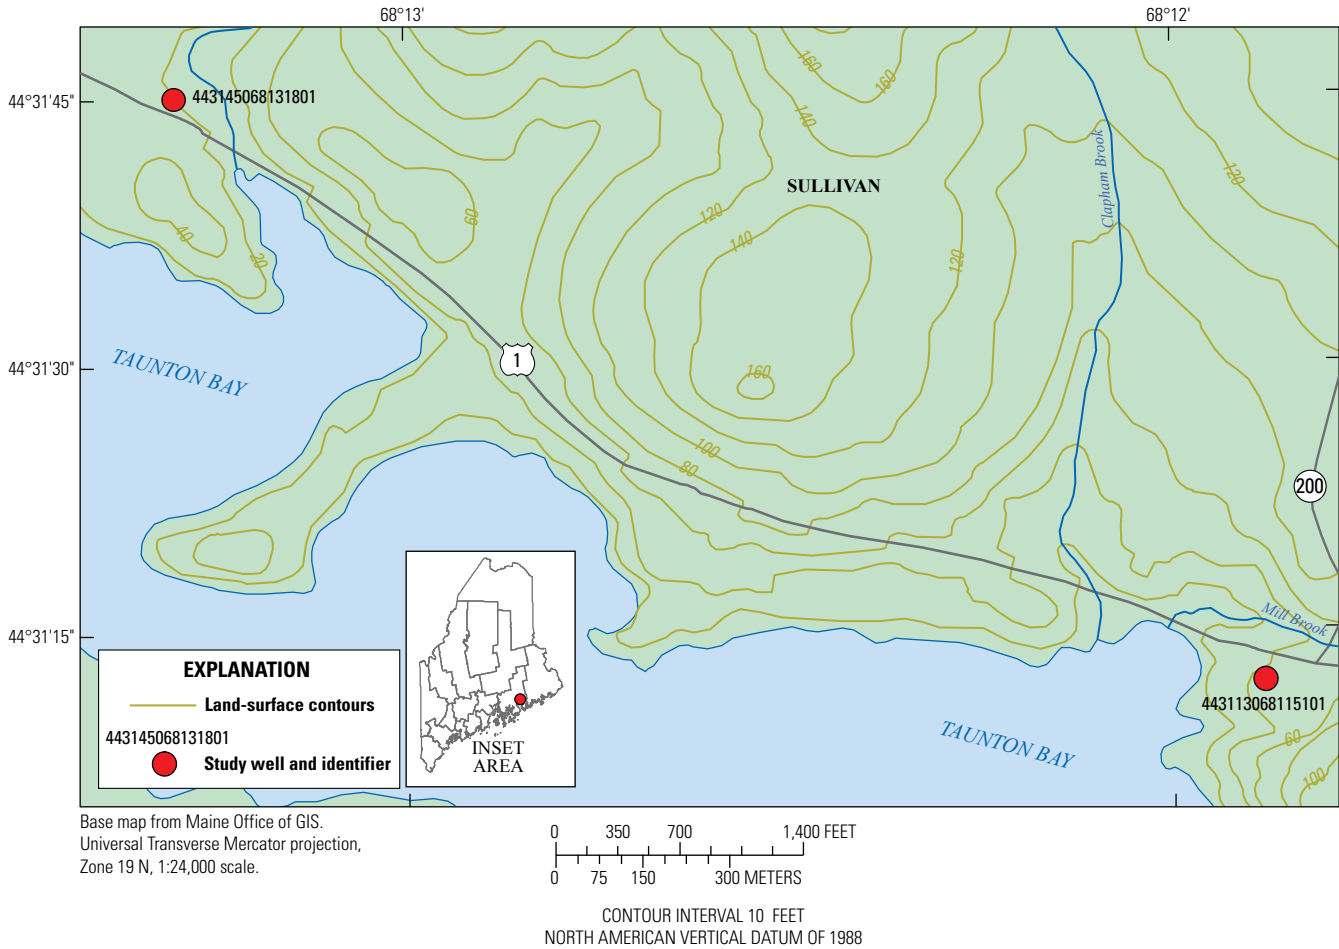 68°13'
68°12'
44°31'45"
443145068131801
160
160
140
Clapham Brook
120
SULLIVAN
60
120
40
140
20
120
TAUNTON BAY
1
44°31'30"
160
100
80
200
44°31'15"
Mill Brook
EXPLANATION
Land-surface contours
443145068131801
Study well and identifier
INSET
AREA
443113068115101
TAUNTON BAY
60
100
Base map from Maine Office of GIS.
Universal Transverse Mercator projection,
Zone 19 N, 1:24,000 scale.
0 350 700 1,400 FEET
0 75 150 300 METERS
CONTOUR INTERVAL 10 FEET
NORTH AMERICAN VERTICAL DATUM OF 1988